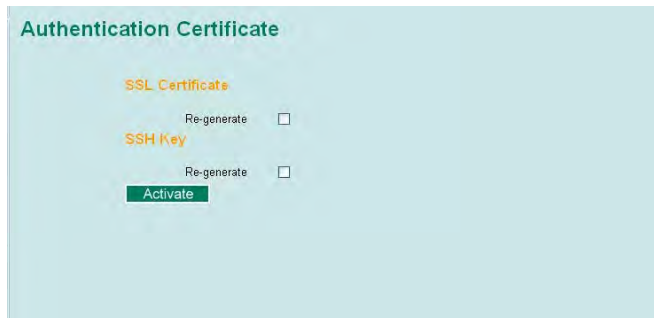 Authentication Certificate
SSL Certificate
Re-generate
SSH Key
Re-generate
Activate